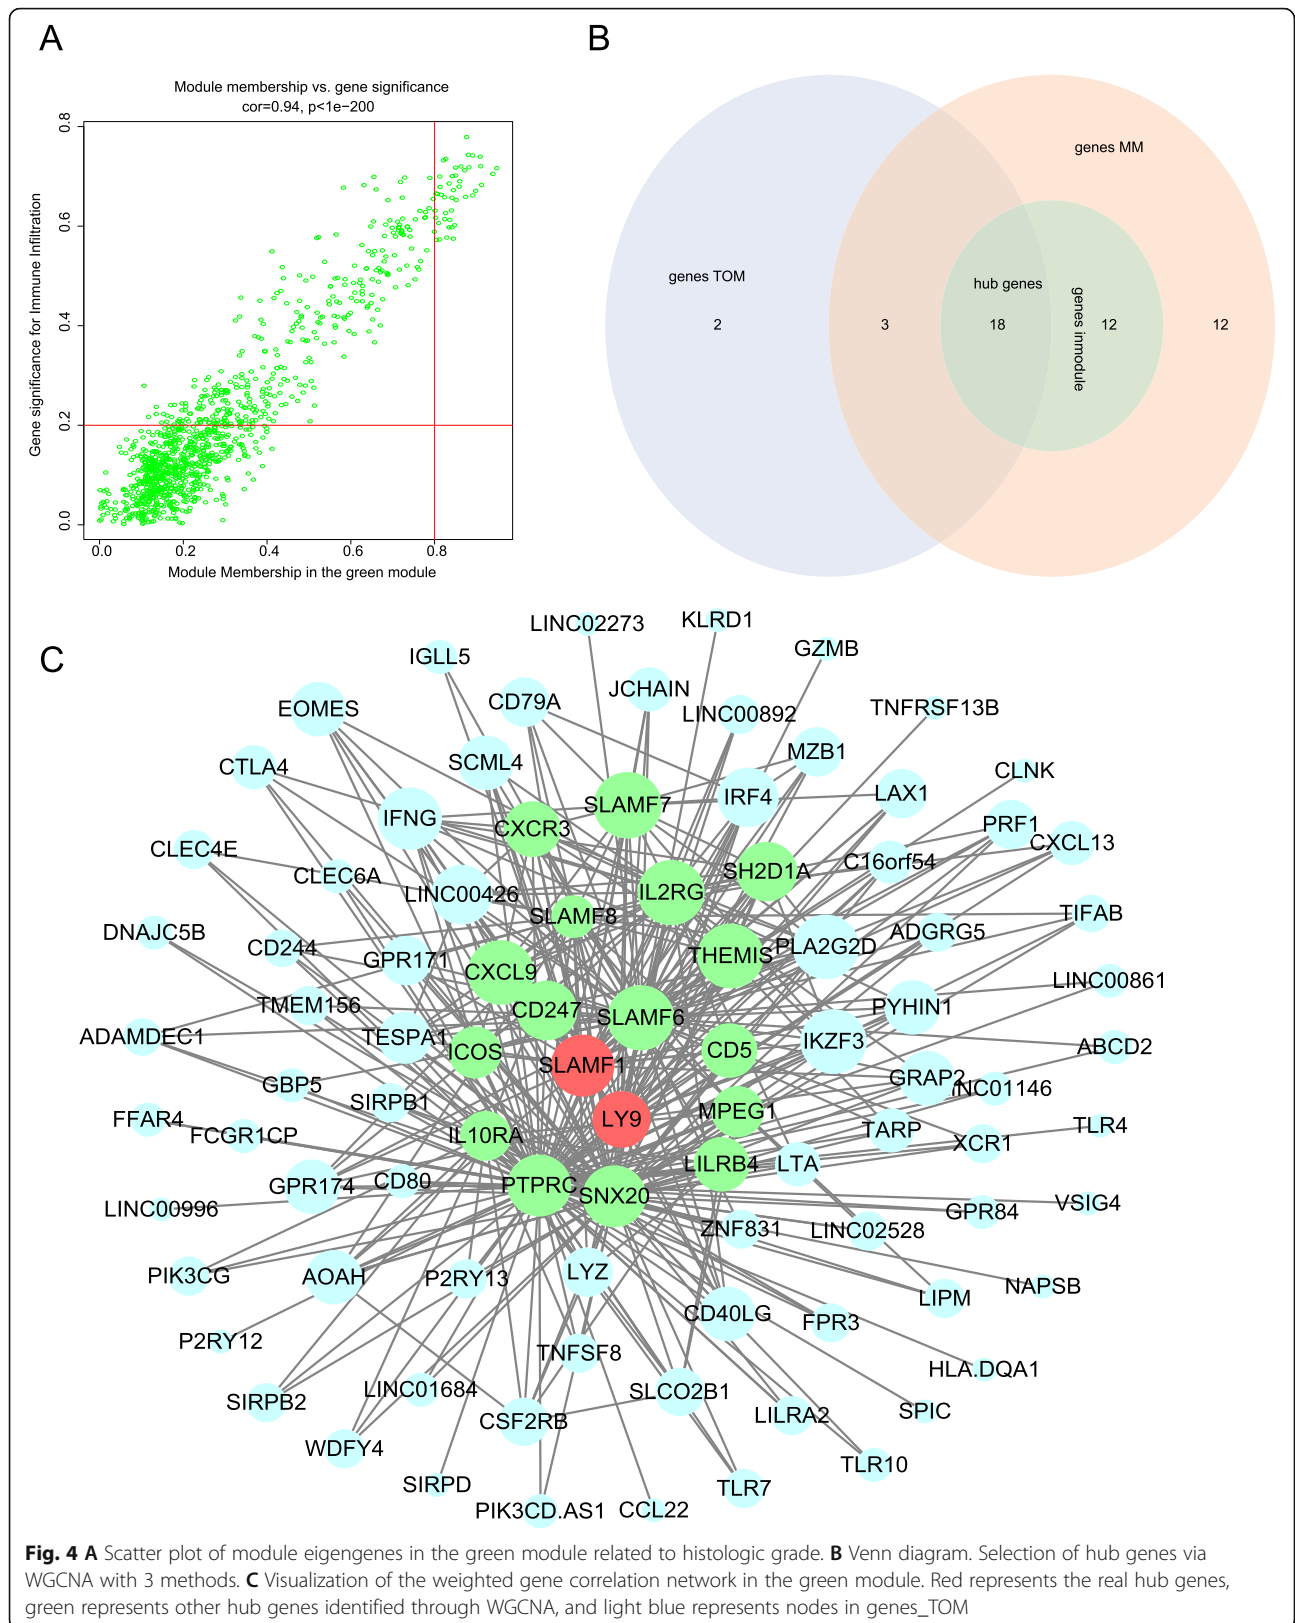 A
Module membership vs. gene significance
cor=0.94, p<1e−200
Gene significance for Immune Infiltration
0.8
0.6
0.4
0.2
0.0
0.0 0.2 0.4 0.6 0.8
Module Membership in the green module
B
genes MM
genes TOM
hub genes
genes inmodule
2 3 18 12 12
C
LINC02273 KLRD1
GZMB
IGLL5
JCHAIN
CD79A
EOMES
LINC00892
TNFRSF13B
MZB1
SCML4
CTLA4
CLNK
IRF4
LAX1
SLAMF7
IFNG
CXCR3
PRF1
CXCL13
CLEC4E
C16orf54
SH2D1A
CLEC6A
IL2RG
LINC00426
SLAMF8
TIFAB
DNAJC5B
ADGRG5
CD244
PLA2G2D
THEMIS
GPR171
CXCL9
LINC00861
TMEM156
PYHIN1
CD247
SLAMF6
ADAMDEC1
TESPA1
IKZF3
ABCD2
ICOS
CD5
SLAMF1
GRAP2
GBP5
INC01146
SIRPB1
MPEG1
FFAR4
LY9
TLR4
FCGR1CP
IL10RA
TARP
XCR1
LILRB4
LTA
GPR174
CD80
PTPRC
SNX20
VSIG4
LINC00996
GPR84
ZNF831
LINC02528
PIK3CG
AOAH
P2RY13
LYZ
NAPSB
LIPM
CD40LG
FPR3
P2RY12
TNFSF8
HLA.DQA1
LINC01684
SLCO2B1
SIRPB2
SPIC
LILRA2
CSF2RB
WDFY4
TLR10
SIRPD
TLR7
PIK3CD.AS1
CCL22
Fig. 4 A Scatter plot of module eigengenes in the green module related to histologic grade. B Venn diagram. Selection of hub genes via
WGCNA with 3 methods. C Visualization of the weighted gene correlation network in the green module. Red represents the real hub genes,
green represents other hub genes identified through WGCNA, and light blue represents nodes in genes_TOM